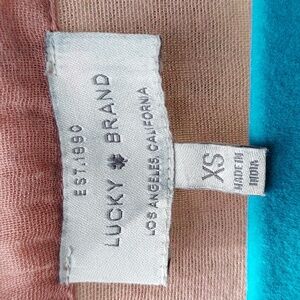 EST.1990
LUCKY BRAND
LOS ANGELES, CALIFORNIA
XS
MADE IN
INDIA